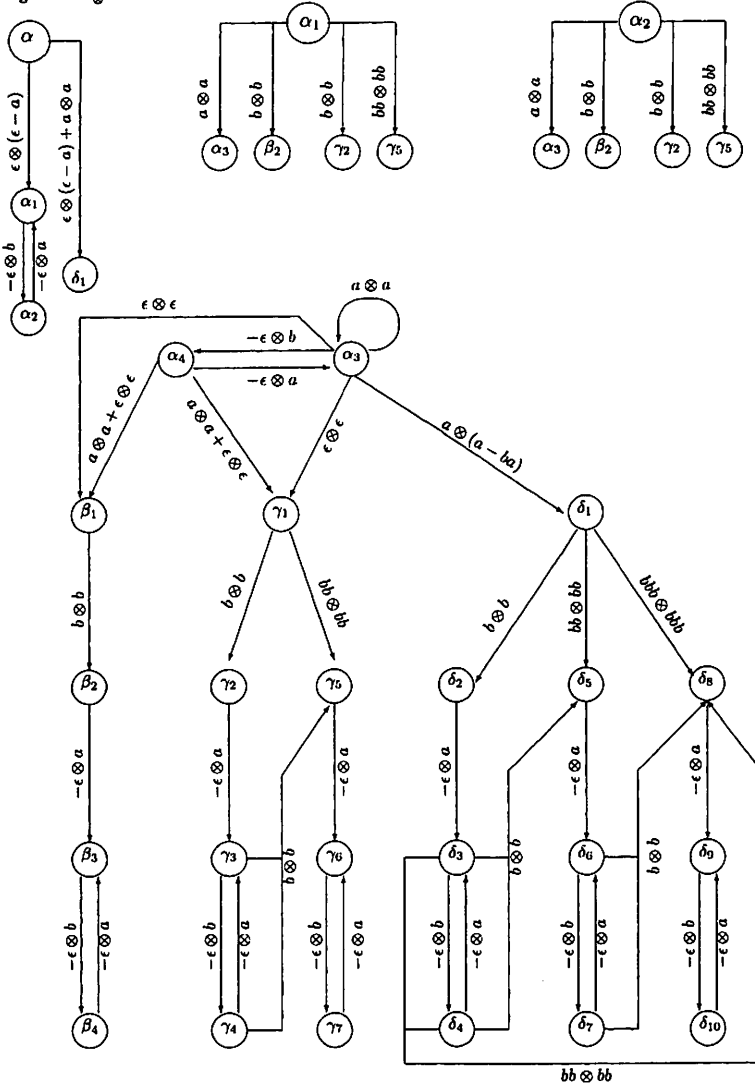 α
ε ⊗ (ε − a)
ε ⊗ (ε − a) + a ⊗ a
α₁
−ε ⊗ b
−ε ⊗ a
α₂
δ₁
α₁
a ⊗ a
b ⊗ b
b ⊗ b
bb ⊗ bb
α₃
β₂
γ₂
γ₅
α₂
a ⊗ a
b ⊗ b
b ⊗ b
bb ⊗ bb
α₃
β₂
γ₂
γ₅
a ⊗ a
ε ⊗ ε
−ε ⊗ b
α₄
α₃
−ε ⊗ a
a ⊗ a + ε ⊗ ε
a ⊗ a + ε ⊗ ε
ε ⊗ ε
a ⊗ (a − ba)
β₁
γ₁
δ₁
b ⊗ b
b ⊗ b
bb ⊗ bb
b ⊗ b
bb ⊗ bb
bbb ⊗ bbb
β₂
γ₂
γ₅
δ₂
δ₅
δ₈
−ε ⊗ a
−ε ⊗ a
−ε ⊗ a
−ε ⊗ a
−ε ⊗ a
−ε ⊗ a
β₃
γ₃
b ⊗ b
γ₆
δ₃
b ⊗ b
δ₆
b ⊗ b
δ₉
−ε ⊗ b
−ε ⊗ a
−ε ⊗ b
−ε ⊗ a
−ε ⊗ b
−ε ⊗ a
−ε ⊗ b
−ε ⊗ a
−ε ⊗ b
−ε ⊗ a
−ε ⊗ b
−ε ⊗ a
β₄
γ₄
γ₇
δ₄
δ₇
δ₁₀
bb ⊗ bb